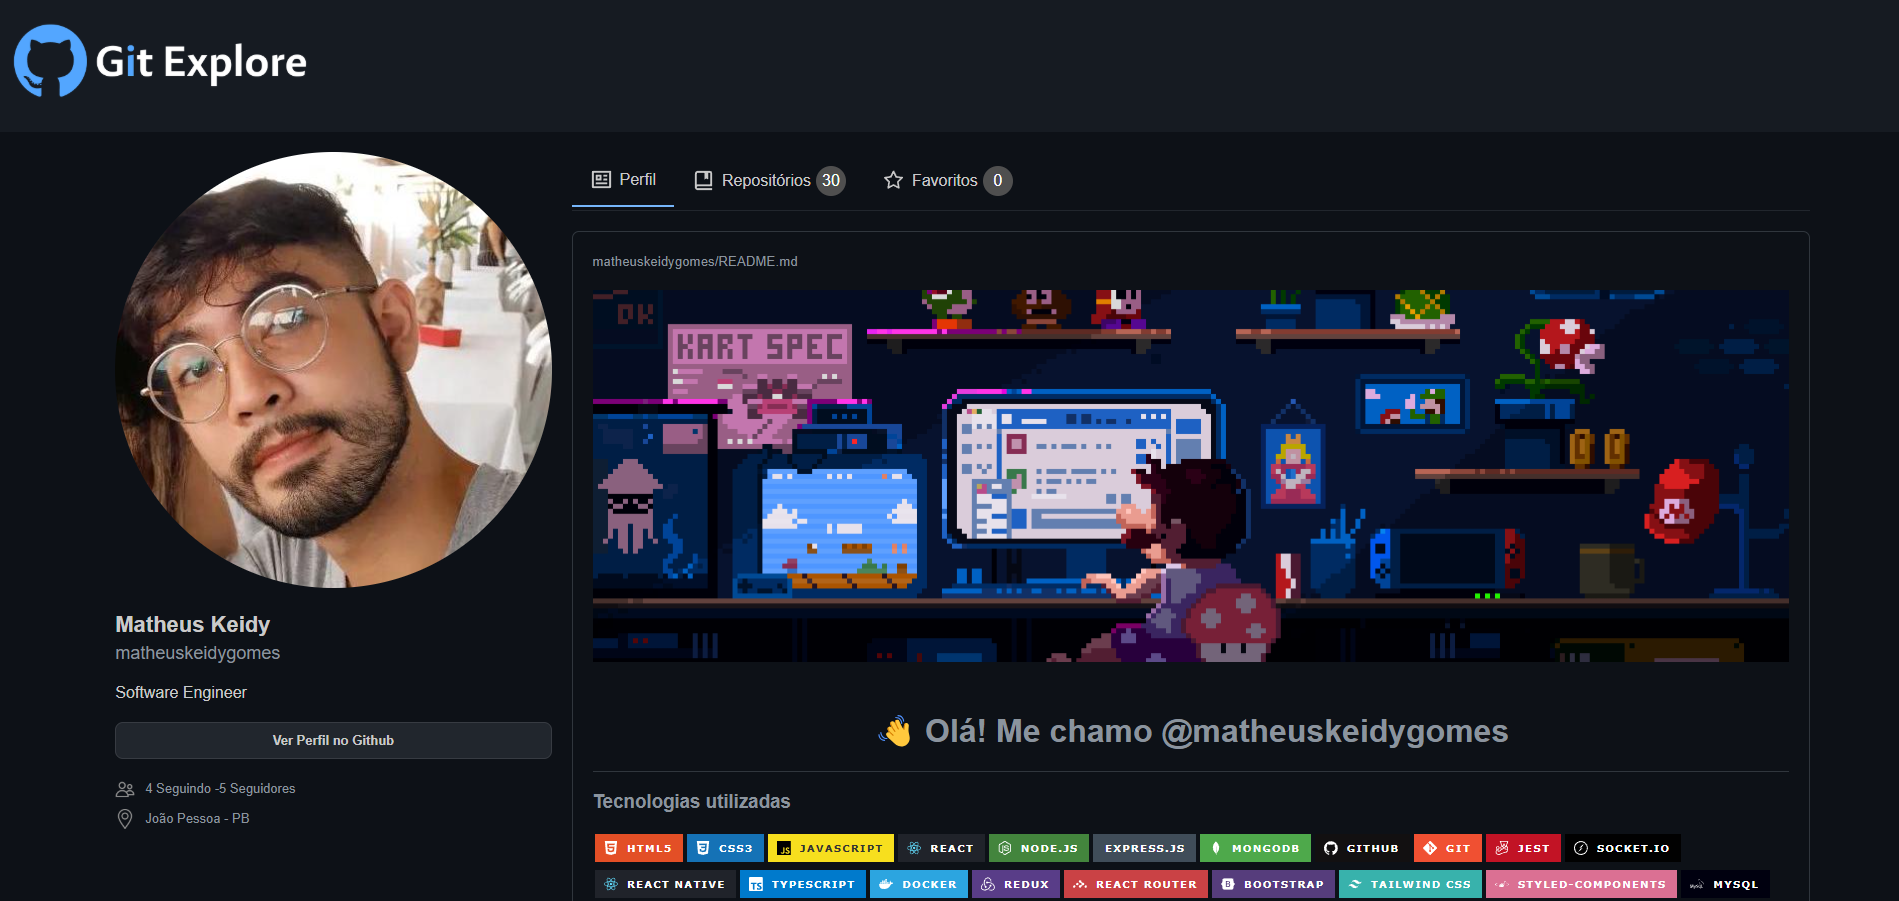 Git Explore
Perfil
Repositórios 30
Favoritos 0
matheuskeidygomes/README.md
DK
KART SPEC
Matheus Keidy
matheuskeidygomes
Software Engineer
Ver Perfil no Github
4 Seguindo -5 Seguidores
João Pessoa - PB
👋 Olá! Me chamo @matheuskeidygomes
Tecnologias utilizadas
HTML5 CSS3 JS JAVASCRIPT REACT NODE.JS EXPRESS.JS MONGODB GITHUB GIT JEST SOCKET.IO
REACT NATIVE TS TYPESCRIPT DOCKER REDUX REACT ROUTER B BOOTSTRAP TAILWIND CSS STYLED-COMPONENTS MYSQL